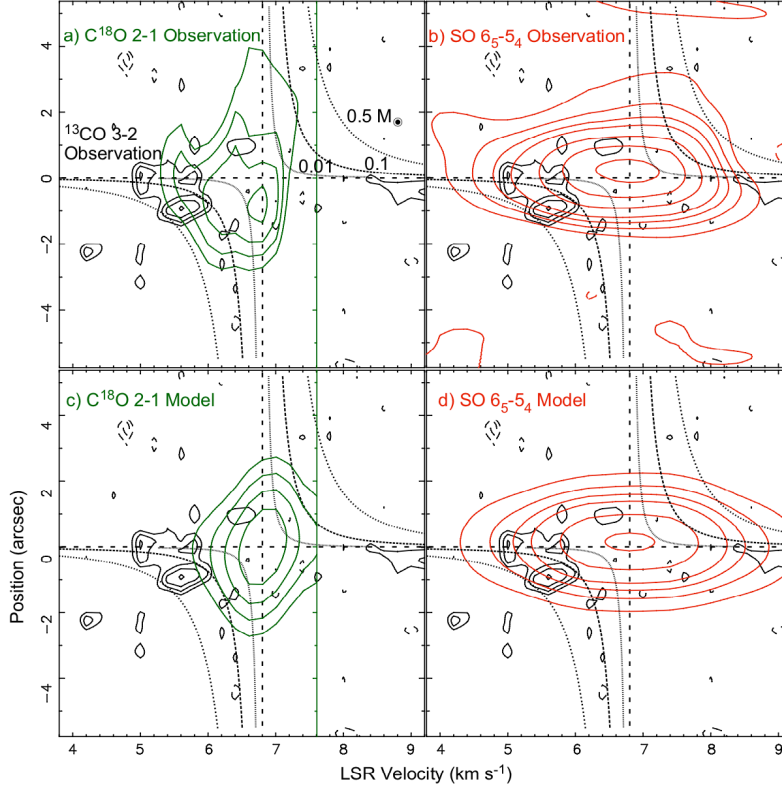 a) C¹⁸O 2-1 Observation
b) SO 6₅-5₄ Observation
¹³CO 3-2
Observation
0.5 M☉
0.01
0.1
4
2
0
−2
−4
c) C¹⁸O 2-1 Model
d) SO 6₅-5₄ Model
4
2
0
−2
−4
Position (arcsec)
4 5 6 7 8 4 5 6 7 8 9
LSR Velocity (km s⁻¹)